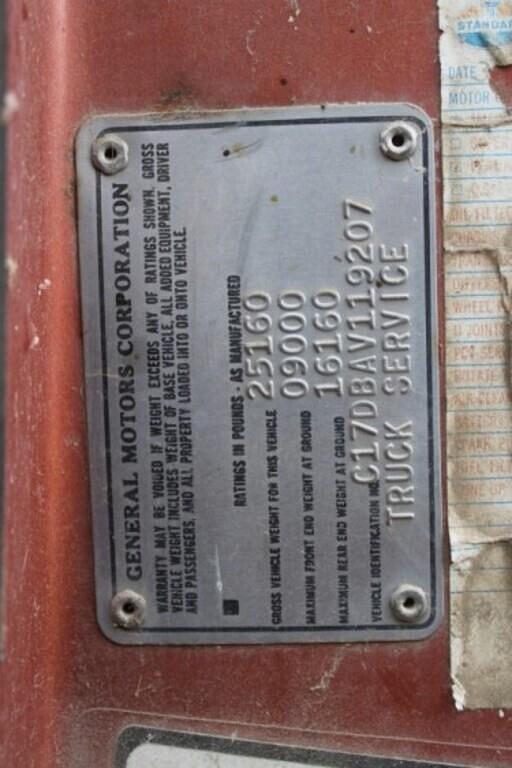 GENERAL MOTORS CORPORATION
WARRANTY MAY BE VOIDED IF WEIGHT EXCEEDS ANY OF RATINGS SHOWN. GROSS
VEHICLE WEIGHT INCLUDES WEIGHT OF BASE VEHICLE, ALL ADDED EQUIPMENT, DRIVER
AND PASSENGERS, AND ALL PROPERTY LOADED INTO OR ONTO VEHICLE.
RATINGS IN POUNDS - AS MANUFACTURED
GROSS VEHICLE WEIGHT FOR THIS VEHICLE 25160
MAXIMUM FRONT END WEIGHT AT GROUND 09000
MAXIMUM REAR END WEIGHT AT GROUND 16160
VEHICLE IDENTIFICATION NO. C17DBAV119207
TRUCK SERVICE
STANDAR
DATE
MOTOR
WHEEL
U JOINTS